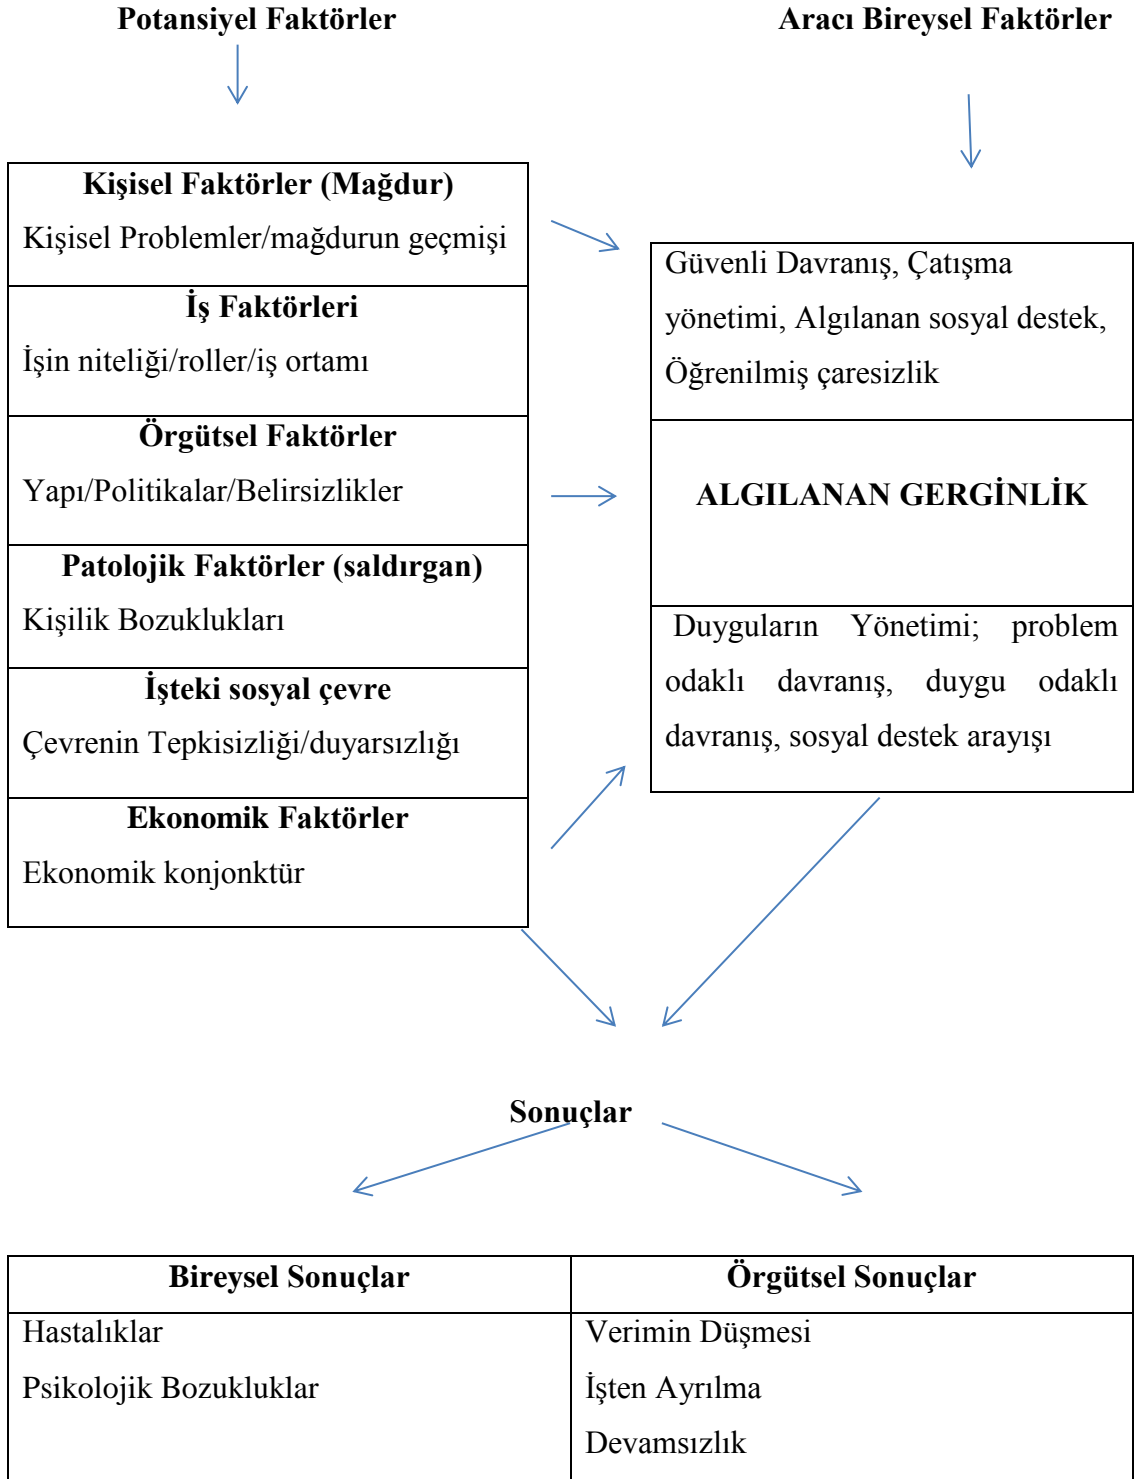 Potansiyel Faktörler
Aracı Bireysel Faktörler
Kişisel Faktörler (Mağdur)
Kişisel Problemler/mağdurun geçmişi
İş Faktörleri
İşin niteliği/roller/iş ortamı
Örgütsel Faktörler
Yapı/Politikalar/Belirsizlikler
Patolojik Faktörler (saldırgan)
Kişilik Bozuklukları
İşteki sosyal çevre
Çevrenin Tepkisizliği/duyarsızlığı
Ekonomik Faktörler
Ekonomik konjonktür
Güvenli Davranış, Çatışma
yönetimi, Algılanan sosyal destek,
Öğrenilmiş çaresizlik
ALGILANAN GERGİNLİK
Duyguların Yönetimi; problem
odaklı davranış, duygu odaklı
davranış, sosyal destek arayışı
Sonuçlar
Bireysel Sonuçlar
Hastalıklar
Psikolojik Bozukluklar
Örgütsel Sonuçlar
Verimin Düşmesi
İşten Ayrılma
Devamsızlık